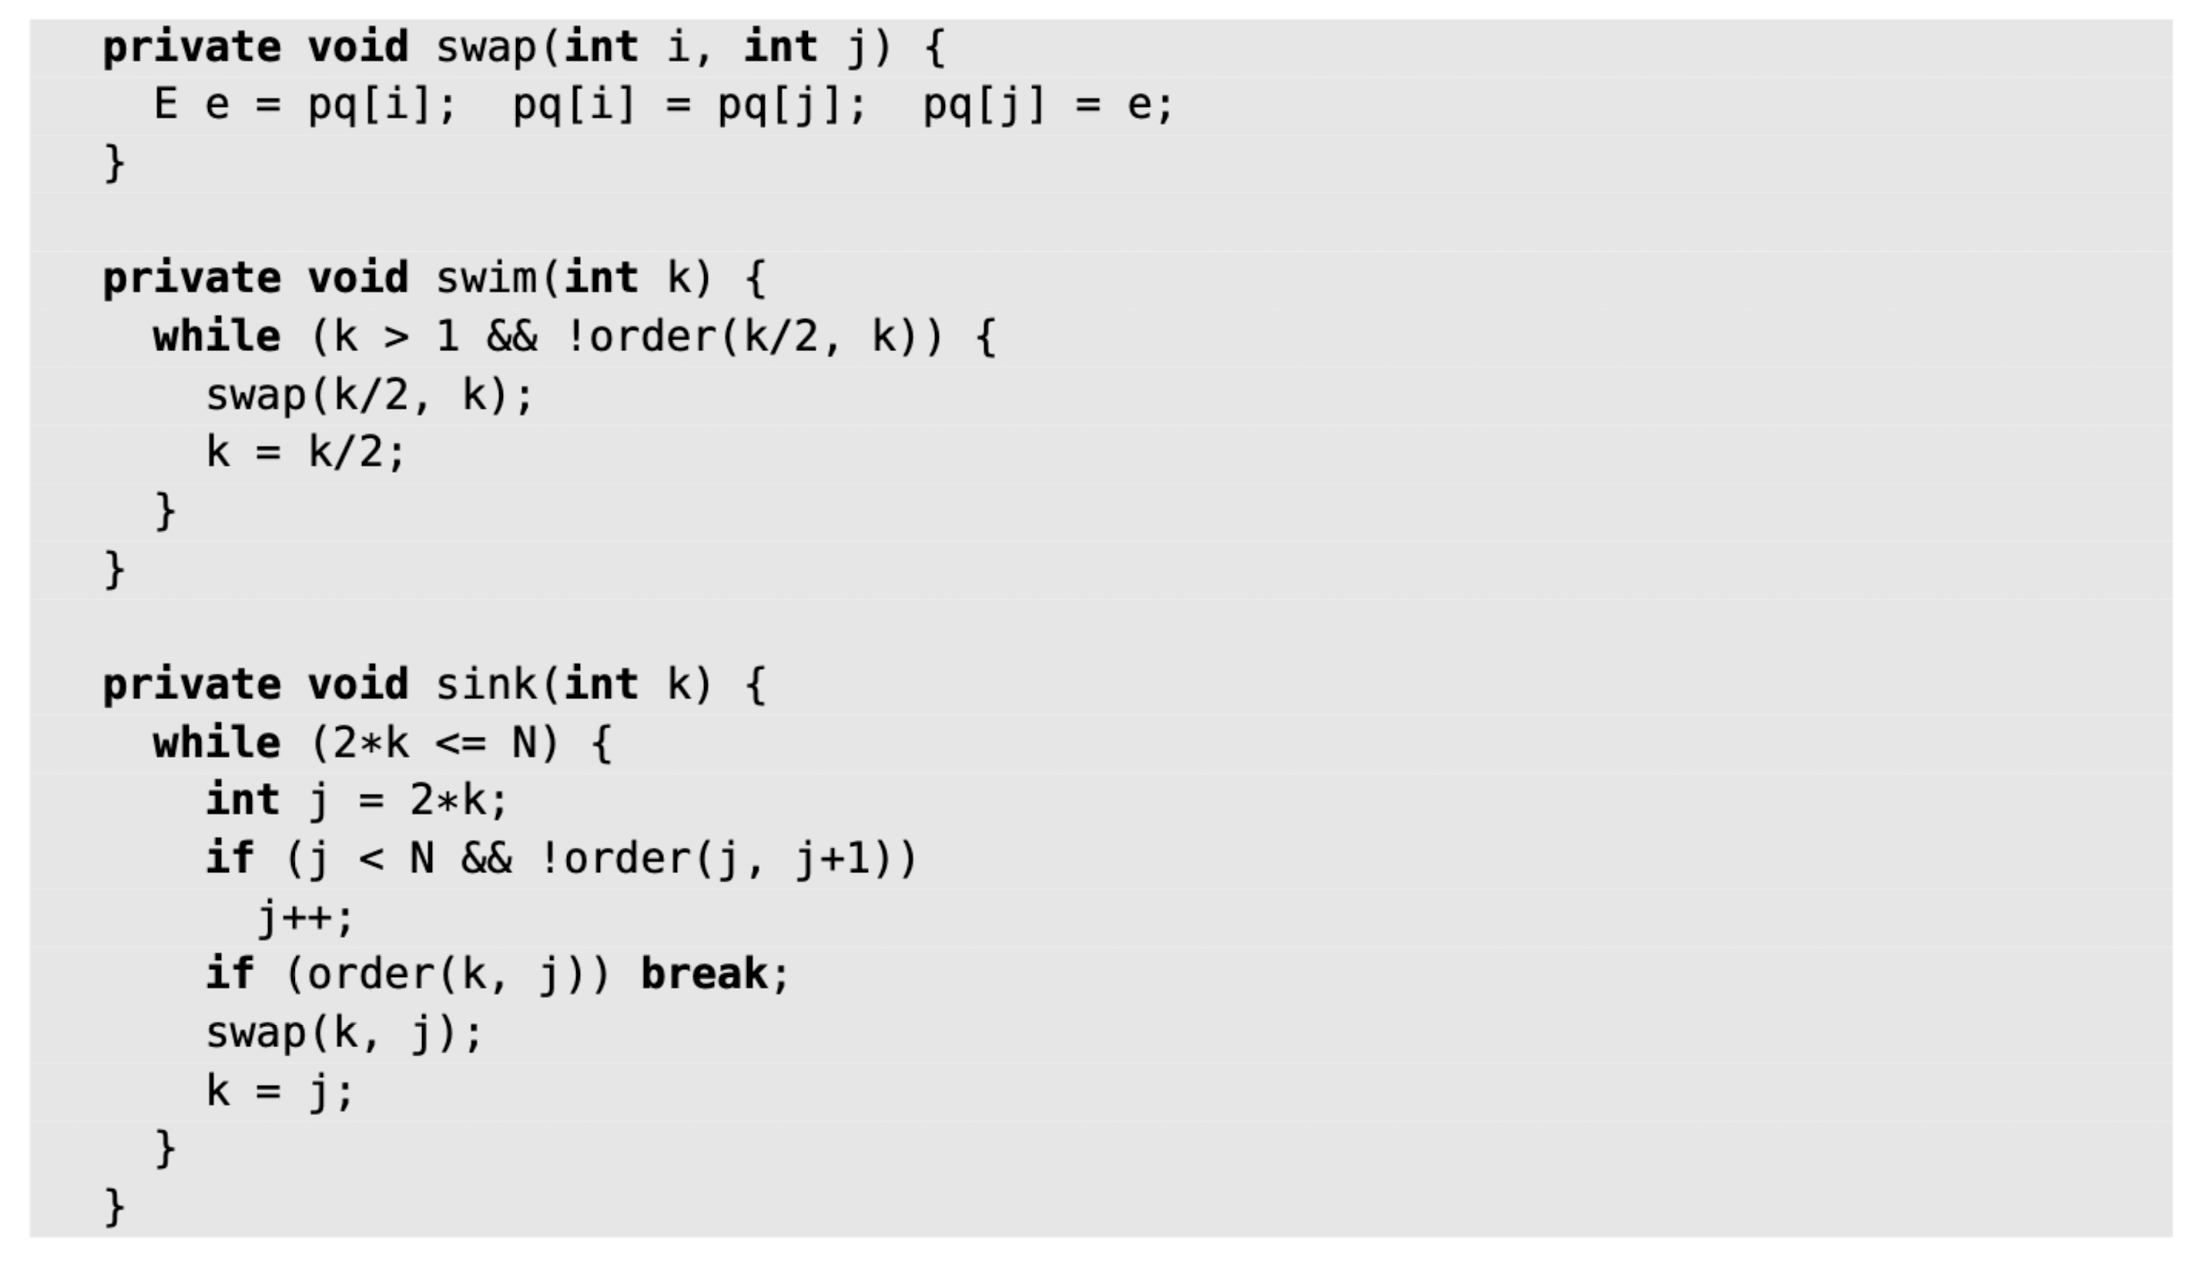 private void swap(int i, int j) {
  E e = pq[i];  pq[i] = pq[j];  pq[j] = e;
}

private void swim(int k) {
  while (k > 1 && !order(k/2, k)) {
    swap(k/2, k);
    k = k/2;
  }
}

private void sink(int k) {
  while (2*k <= N) {
    int j = 2*k;
    if (j < N && !order(j, j+1))
      j++;
    if (order(k, j)) break;
    swap(k, j);
    k = j;
  }
}